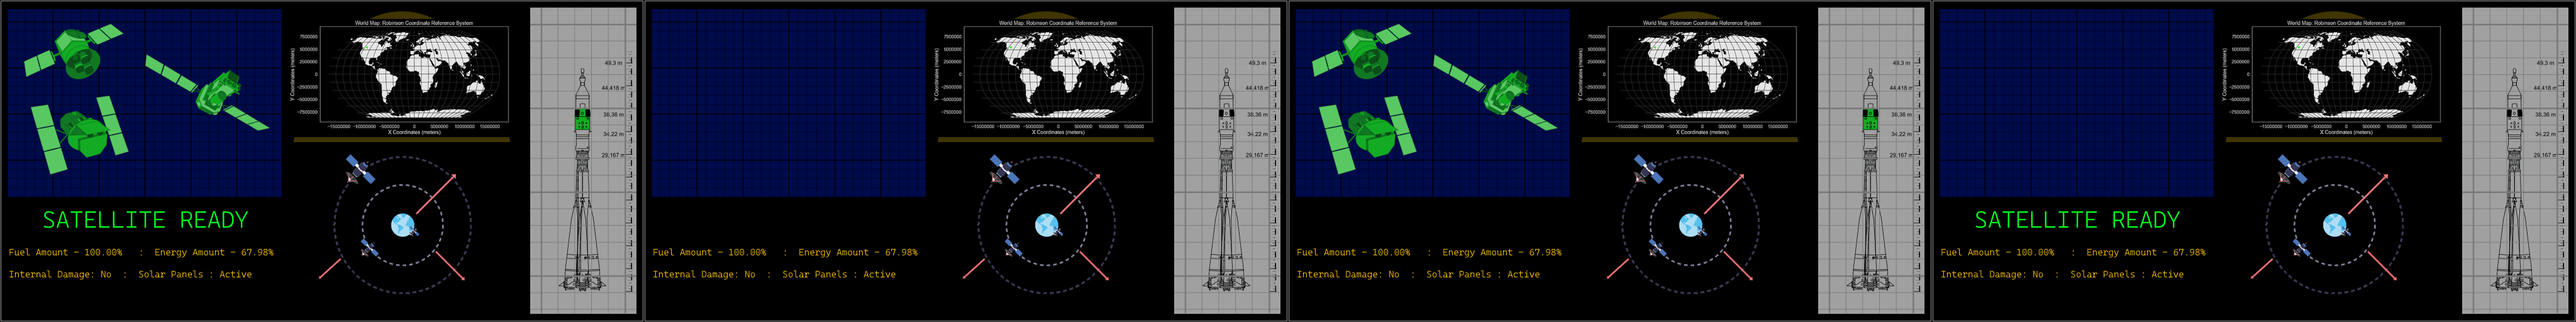 World Map: Robinson Coordinate Reference System
Y Coordinates (meters)
7500000
5000000
2500000
0
−2500000
−5000000
−7500000
−15000000 −10000000 −5000000 0 5000000 10000000 15000000
X Coordinates (meters)
49.3 m
44,418 m
38,36 m
34,22 m
29,167 m
SATELLITE READY
Fuel Amount - 100.00% : Energy Amount - 67.98%
Internal Damage: No : Solar Panels : Active
World Map: Robinson Coordinate Reference System
Y Coordinates (meters)
7500000
5000000
2500000
0
−2500000
−5000000
−7500000
−15000000 −10000000 −5000000 0 5000000 10000000 15000000
X Coordinates (meters)
49.3 m
44,418 m
38,36 m
34,22 m
29,167 m
Fuel Amount - 100.00% : Energy Amount - 67.98%
Internal Damage: No : Solar Panels : Active
World Map: Robinson Coordinate Reference System
Y Coordinates (meters)
7500000
5000000
2500000
0
−2500000
−5000000
−7500000
−15000000 −10000000 −5000000 0 5000000 10000000 15000000
X Coordinates (meters)
49.3 m
44,418 m
38,36 m
34,22 m
29,167 m
Fuel Amount - 100.00% : Energy Amount - 67.98%
Internal Damage: No : Solar Panels : Active
World Map: Robinson Coordinate Reference System
Y Coordinates (meters)
7500000
5000000
2500000
0
−2500000
−5000000
−7500000
−15000000 −10000000 −5000000 0 5000000 10000000 15000000
X Coordinates (meters)
49.3 m
44,418 m
38,36 m
34,22 m
29,167 m
SATELLITE READY
Fuel Amount - 100.00% : Energy Amount - 67.98%
Internal Damage: No : Solar Panels : Active